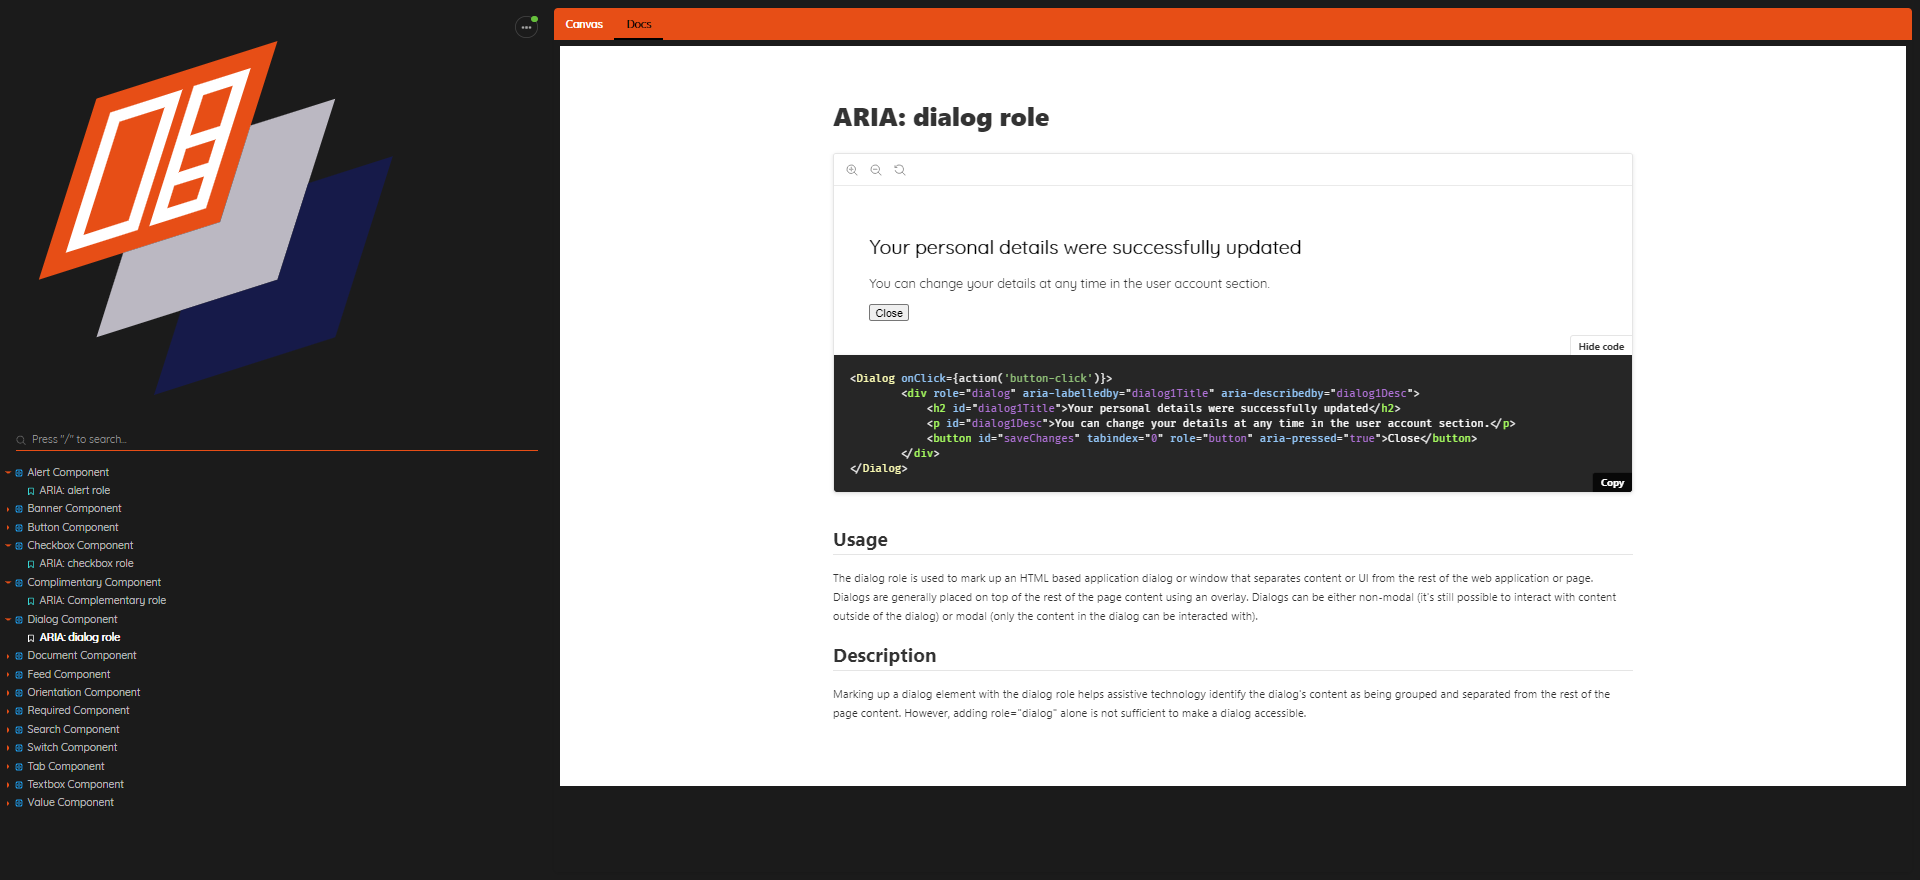 Canvas
Docs
Press "/" to search...
Alert Component
ARIA: alert role
Banner Component
Button Component
Checkbox Component
ARIA: checkbox role
Complimentary Component
ARIA: Complementary role
Dialog Component
ARIA: dialog role
Document Component
Feed Component
Orientation Component
Required Component
Search Component
Switch Component
Tab Component
Textbox Component
Value Component
ARIA: dialog role
Your personal details were successfully updated
You can change your details at any time in the user account section.
Close
Hide code
<Dialog onClick={action('button-click')}>
<div role="dialog" aria-labelledby="dialog1Title" aria-describedby="dialog1Desc">
<h2 id="dialog1Title">Your personal details were successfully updated</h2>
<p id="dialog1Desc">You can change your details at any time in the user account section.</p>
<button id="saveChanges" tabindex="0" role="button" aria-pressed="true">Close</button>
</div>
</Dialog>
Copy
Usage
The dialog role is used to mark up an HTML based application dialog or window that separates content or UI from the rest of the web application or page.
Dialogs are generally placed on top of the rest of the page content using an overlay. Dialogs can be either non-modal (it's still possible to interact with content
outside of the dialog) or modal (only the content in the dialog can be interacted with).
Description
Marking up a dialog element with the dialog role helps assistive technology identify the dialog's content as being grouped and separated from the rest of the
page content. However, adding role="dialog" alone is not sufficient to make a dialog accessible.